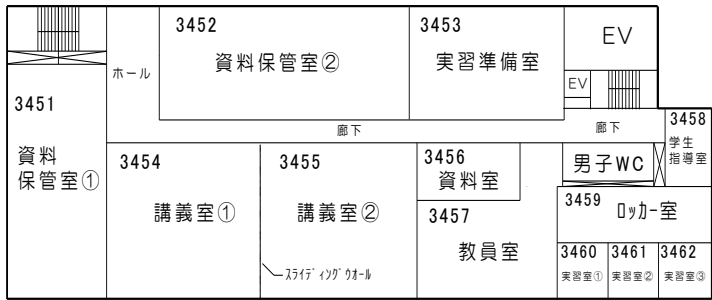 3452
資料保管室②
3453
実習準備室
EV
ホール
EV
3451
資料
保管室①
廊下
廊下
3458
学生
指導室
3454
講義室①
3455
講義室②
3456
資料室
男子WC
3457
教員室
3459
ロッカー室
スライディングウオール
3460
実習室①
3461
実習室②
3462
実習室③